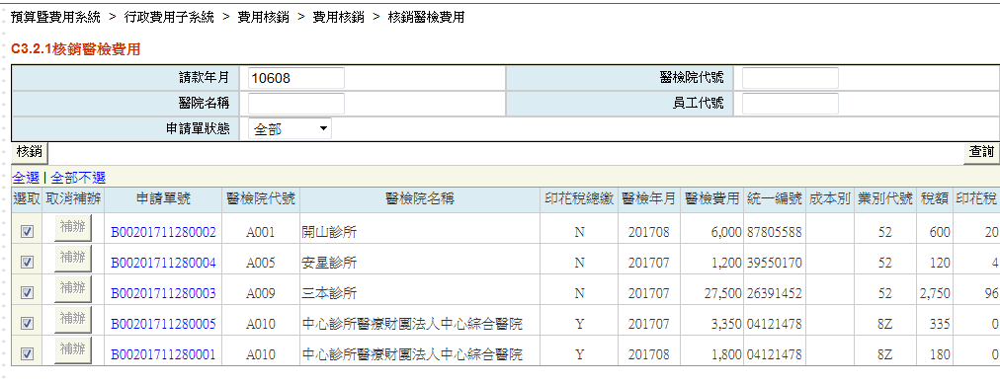 預算暨費用系統 > 行政費用子系統 > 費用核銷 > 費用核銷 > 核銷醫檢費用
C3.2.1核銷醫檢費用
請款年月 10608 醫檢院代號
醫院名稱 員工代號
申請單狀態 全部
核銷 查詢
全選 | 全部不選
選取 取消補辦 申請單號 醫檢院代號 醫檢院名稱 印花稅總繳 醫檢年月 醫檢費用 統一編號 成本別 業別代號 稅額 印花稅
補辦 B00201711280002 A001 開山診所 N 201708 6,000 87805588 52 600 20
補辦 B00201711280004 A005 安星診所 N 201707 1,200 39550170 52 120 4
補辦 B00201711280003 A009 三本診所 N 201707 27,500 26391452 52 2,750 96
補辦 B00201711280005 A010 中心診所醫療財團法人中心綜合醫院 Y 201707 3,350 04121478 8Z 335 0
補辦 B00201711280001 A010 中心診所醫療財團法人中心綜合醫院 Y 201708 1,800 04121478 8Z 180 0